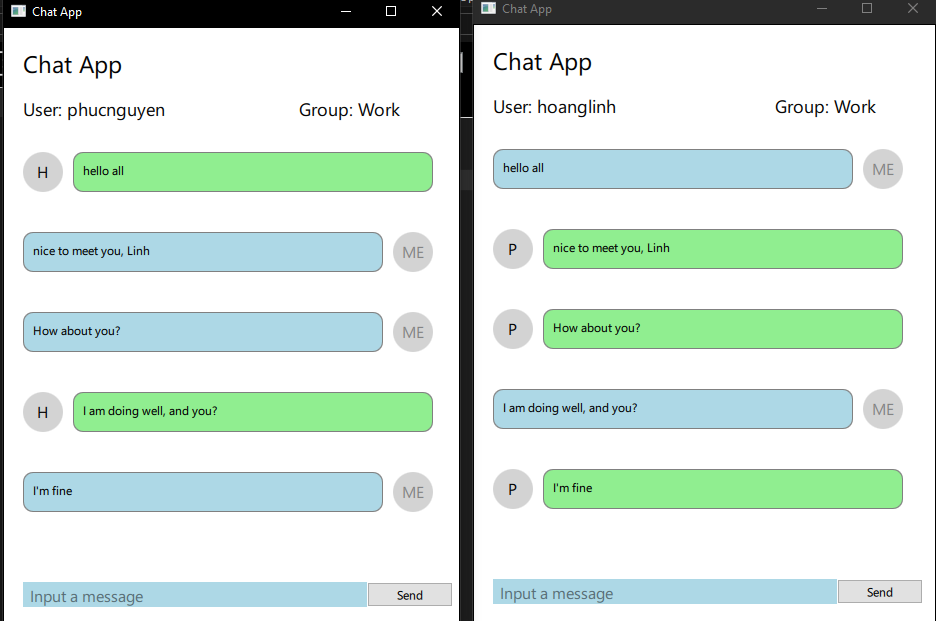 Chat App
Chat App
User: phucnguyen Group: Work
H hello all
nice to meet you, Linh ME
How about you? ME
H I am doing well, and you?
I'm fine ME
Input a message Send
Chat App
Chat App
User: hoanglinh Group: Work
hello all ME
P nice to meet you, Linh
P How about you?
I am doing well, and you? ME
P I'm fine
Input a message Send